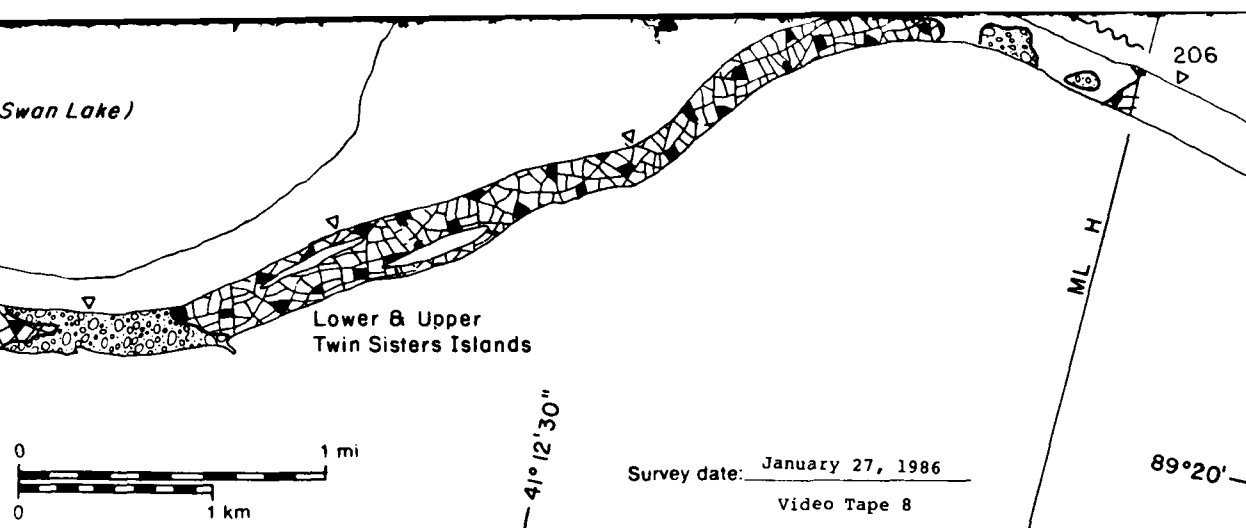 206
Swan Lake)
ML H
Lower & Upper
Twin Sisters Islands
41°12'30"
0 1 mi
0 1 km
Survey date: January 27, 1986
Video Tape 8
89°20'